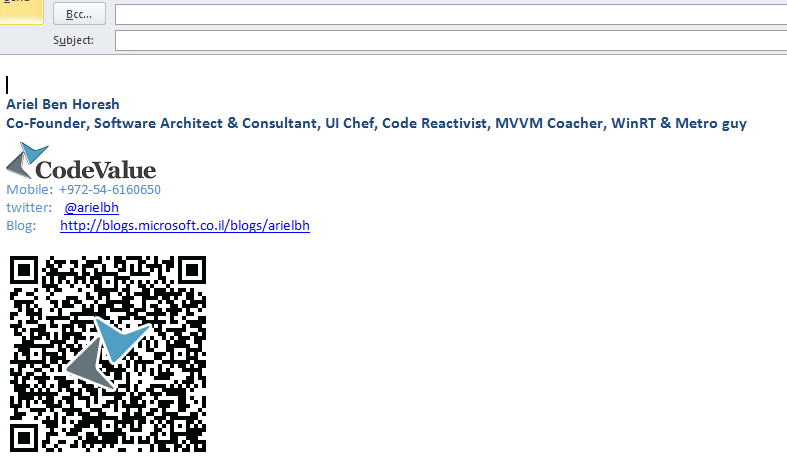 Bcc...
Subject:
Ariel Ben Horesh
Co-Founder, Software Architect & Consultant, UI Chef, Code Reactivist, MVVM Coacher, WinRT & Metro guy
CodeValue
Mobile: +972-54-6160650
twitter: @arielbh
Blog: http://blogs.microsoft.co.il/blogs/arielbh